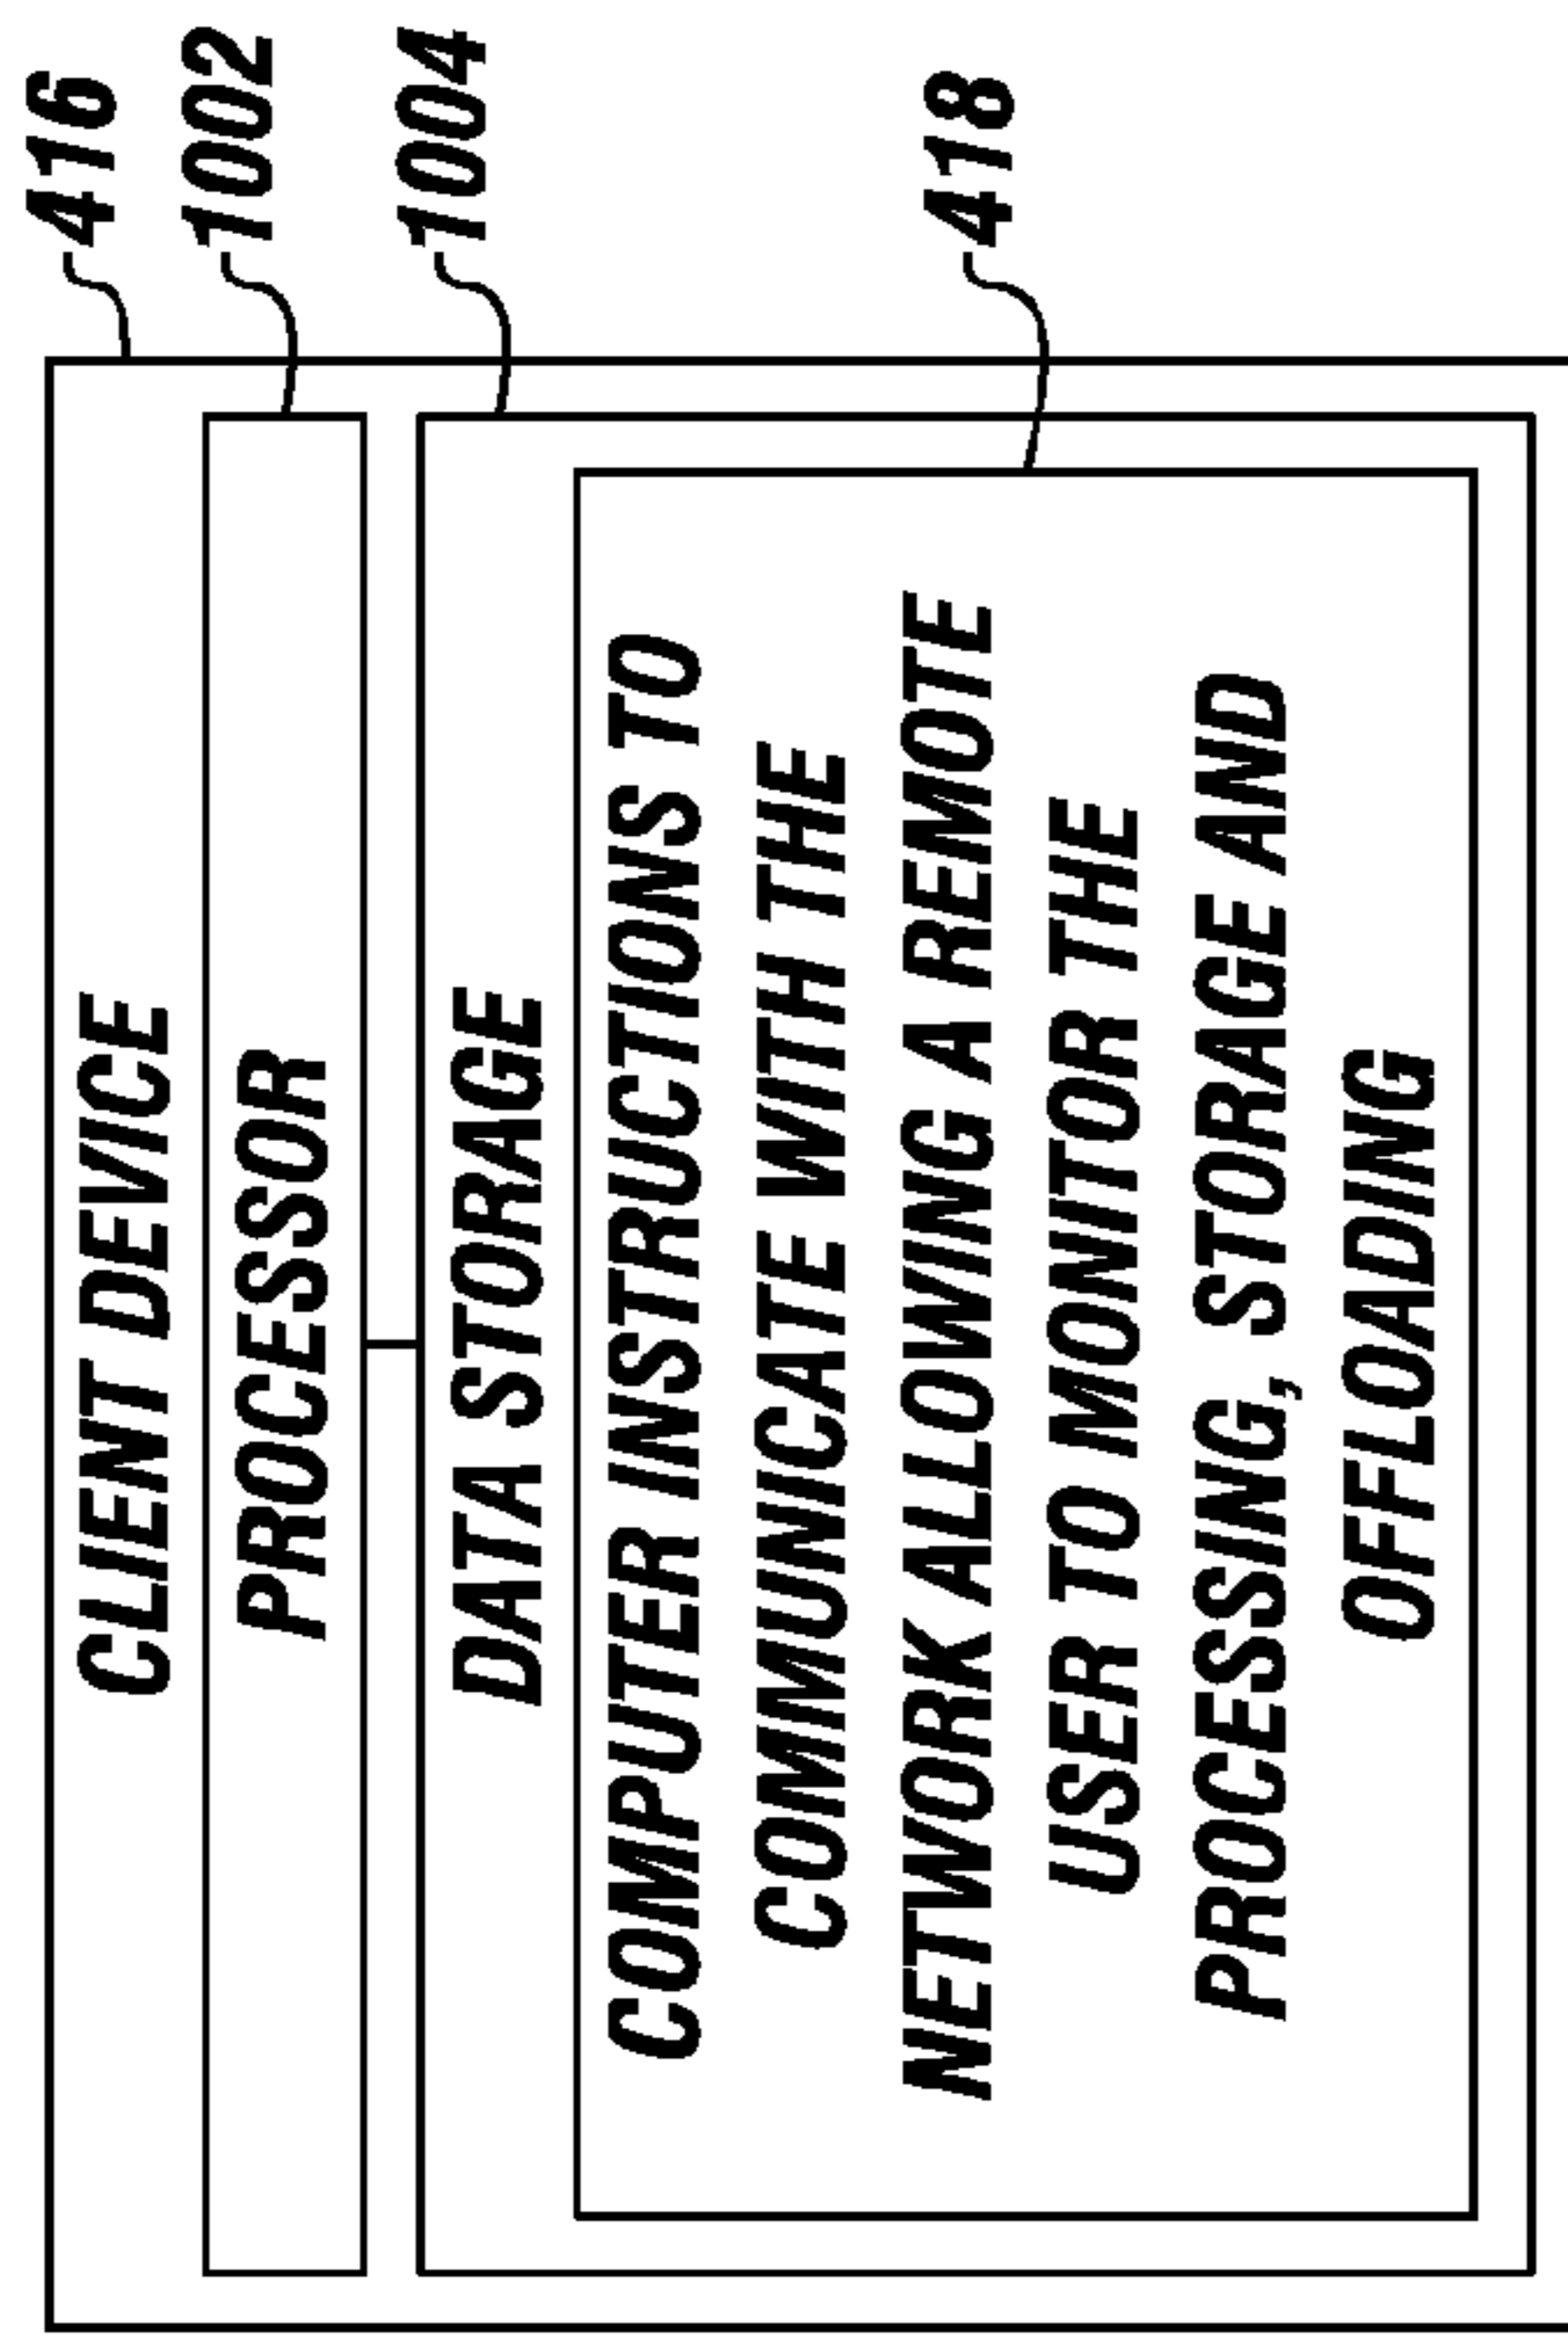 416
CLIENT DEVICE
1002
PROCESSOR
1004
DATA STORAGE
418
COMPUTER INSTRUCTIONS TO
COMMUNICATE WITH THE
NETWORK ALLOWING A REMOTE
USER TO MONITOR THE
PROCESSING, STORAGE AND
OFFLOADING